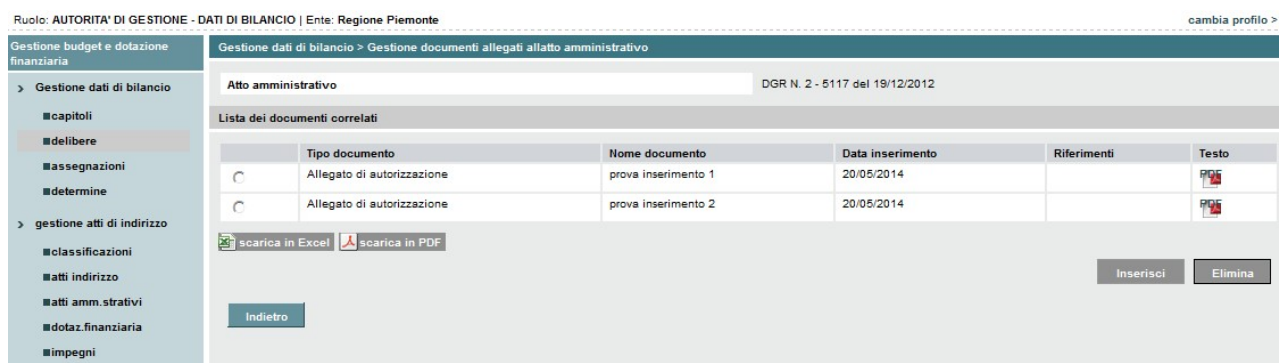 Ruolo: AUTORITA' DI GESTIONE - DATI DI BILANCIO | Ente: Regione Piemonte
cambia profilo >
Gestione budget e dotazione
finanziaria
Gestione dati di bilancio
capitoli
delibere
assegnazioni
determine
gestione atti di indirizzo
classificazioni
atti indirizzo
atti amm.strativi
dotaz.finanziaria
impegni
Gestione dati di bilancio > Gestione documenti allegati allatto amministrativo
Atto amministrativo DGR N. 2 - 5117 del 19/12/2012
Lista dei documenti correlati
Tipo documento Nome documento Data inserimento Riferimenti Testo
Allegato di autorizzazione prova inserimento 1 20/05/2014 PDF
Allegato di autorizzazione prova inserimento 2 20/05/2014 PDF
scarica in Excel scarica in PDF
Inserisci Elimina
Indietro